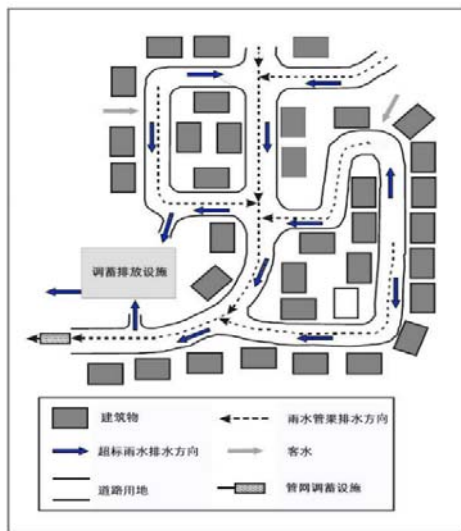 调蓄排放设施
建筑物
雨水管渠排水方向
超标雨水排水方向
客水
道路用地
管网调蓄设施